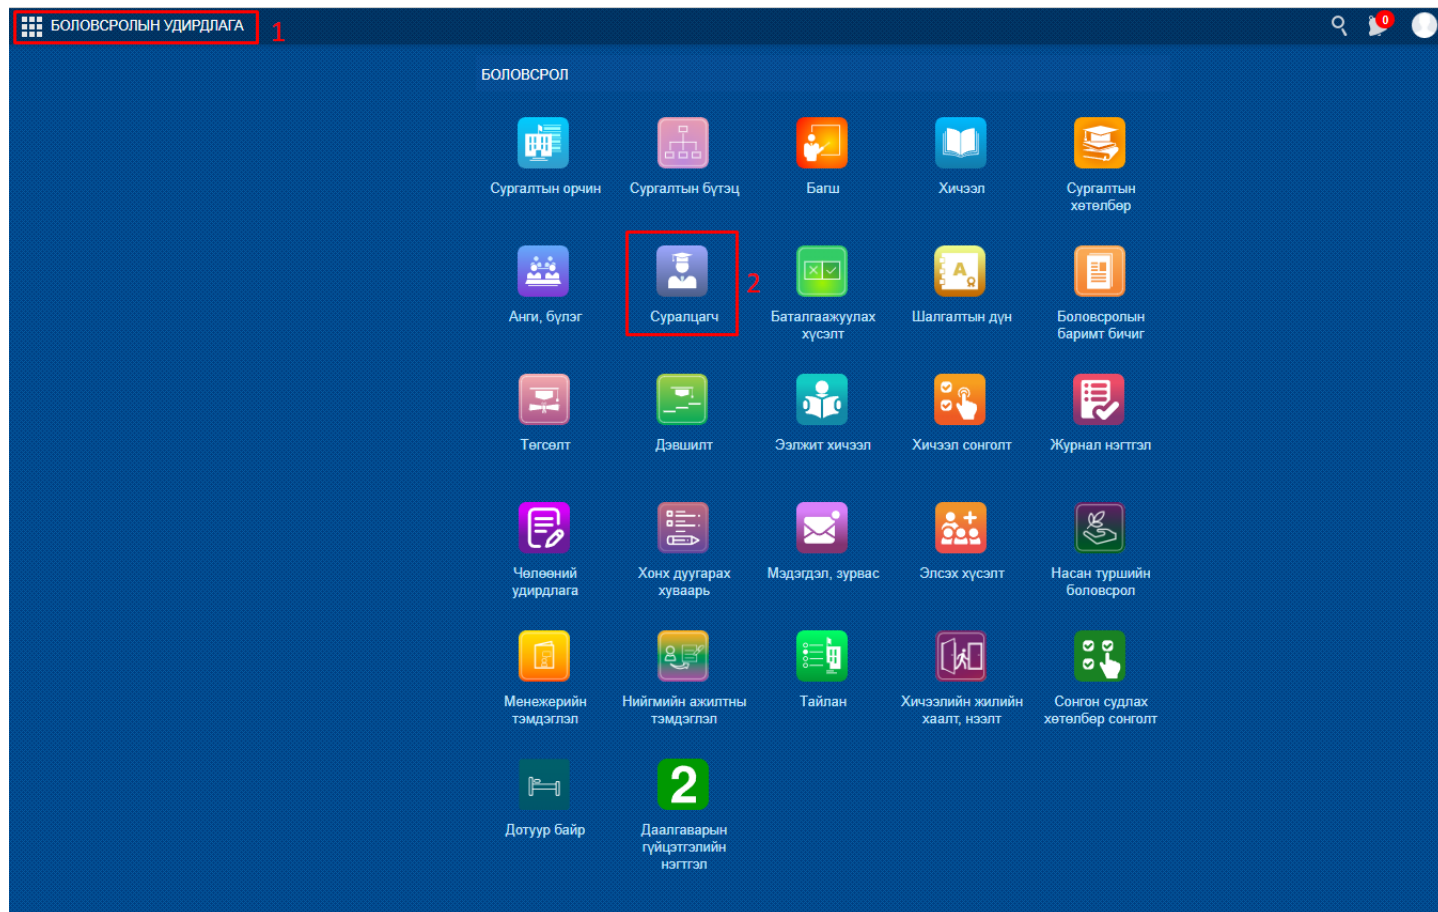 БОЛОВСРОЛЫН УДИРДЛАГА
1
0
БОЛОВСРОЛ
Сургалтын орчин
Сургалтын бүтэц
Багш
Хичээл
Сургалтын
хөтөлбөр
Анги, бүлэг
Суралцагч
2
Баталгаажуулах
хүсэлт
Шалгалтын дүн
Боловсролын
баримт бичиг
Төгсөлт
Дэвшилт
Ээлжит хичээл
Хичээл сонголт
Журнал нэгтгэл
Чөлөөний
удирдлага
Хонх дуугарах
хуваарь
Мэдэгдэл, зурвас
Элсэх хүсэлт
Насан туршийн
боловсрол
Менежерийн
тэмдэглэл
Нийгмийн ажилтны
тэмдэглэл
Тайлан
Хичээлийн жилийн
хаалт, нээлт
Сонгон судлах
хөтөлбөр сонголт
Дотуур байр
2
Даалгаварын
гүйцэтгэлийн
нэгтгэл